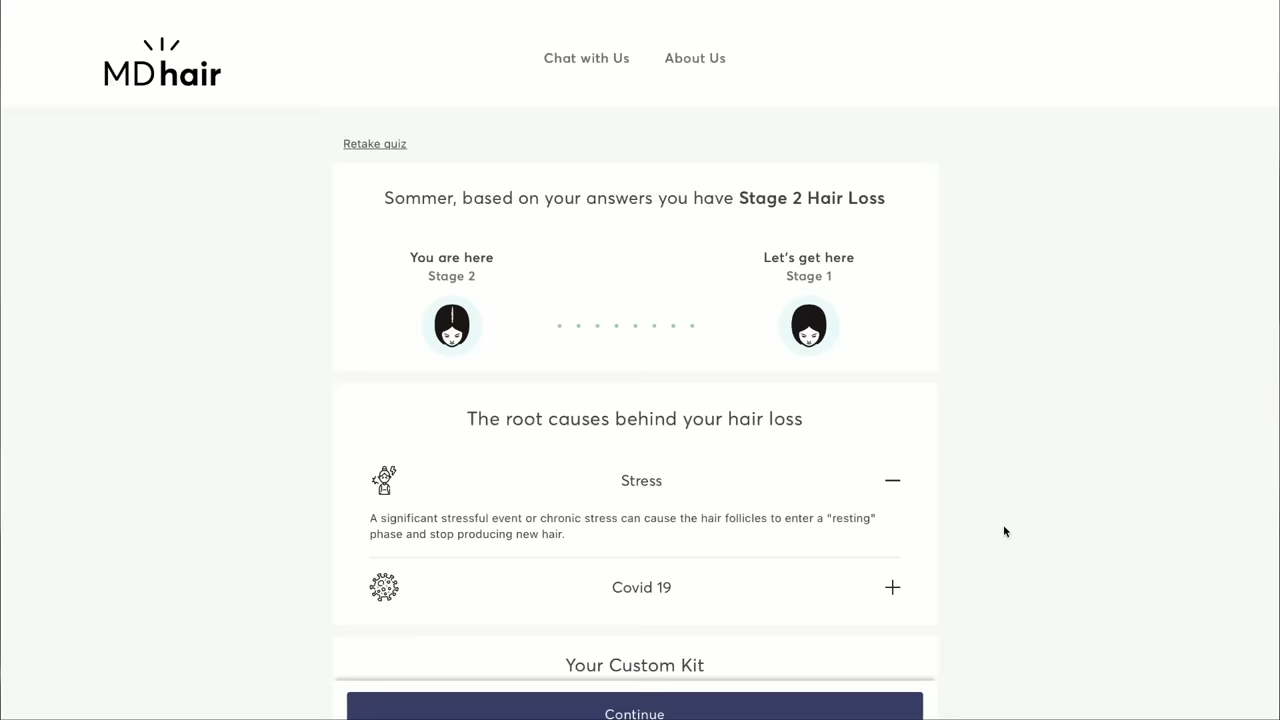 MDhair
Chat with Us
About Us
Retake quiz
Sommer, based on your answers you have Stage 2 Hair Loss
You are here
Stage 2
Let's get here
Stage 1
The root causes behind your hair loss
Stress
A significant stressful event or chronic stress can cause the hair follicles to enter a "resting"
phase and stop producing new hair.
Covid 19
Your Custom Kit
Continue